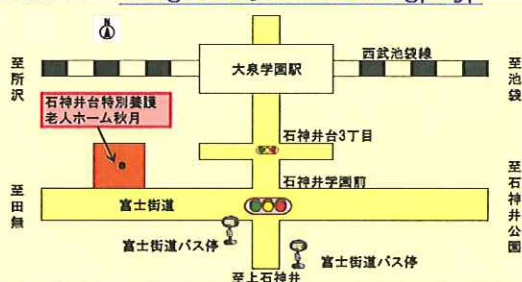 N
西武池袋線
至所沢
大泉学園駅
至池袋
石神井台特別養護
老人ホーム秋月
石神井台3丁目
石神井学園前
至田無
富士街道
至石神井公園
富士街道バス停
富士街道バス停
至上石神井